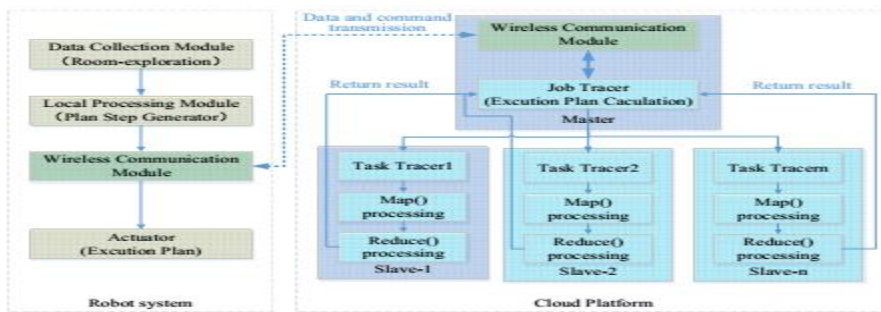 Data and command
transmission
Data Collection Module
(Room-exploration)
Local Processing Module
(Plan Step Generator)
Wireless Communication
Module
Actuator
(Excution Plan)
Robot system
Wireless Communication
Module
Return result
Job Tracer
(Excution Plan Caculation)
Return result
Master
Task Tracer1
Map()
processing
Reduce()
processing
Slave-1
Task Tracer2
Map()
processing
Reduce()
processing
Slave-2
Task Tracern
Map()
processing
Reduce()
processing
Slave-n
Cloud Platform